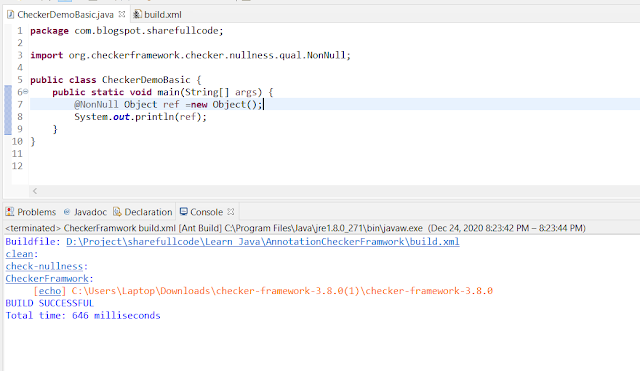 CheckerDemoBasic.java build.xml
1 package com.blogspot.sharefullcode;
2
3 import org.checkerframework.checker.nullness.qual.NonNull;
4
5 public class CheckerDemoBasic {
6 public static void main(String[] args) {
7 @NonNull Object ref =new Object();
8 System.out.println(ref);
9 }
10 }
11
12
Problems @ Javadoc Declaration Console
<terminated> CheckerFramwork build.xml [Ant Build] C:\Program Files\Java\jre1.8.0_271\bin\javaw.exe (Dec 24, 2020 8:23:42 PM – 8:23:44 PM)
Buildfile: D:\Project\sharefullcode\Learn Java\AnnotationCheckerFramwork\build.xml
clean:
check-nullness:
CheckerFramwork:
[echo] C:\Users\Laptop\Downloads\checker-framework-3.8.0(1)\checker-framework-3.8.0
BUILD SUCCESSFUL
Total time: 646 milliseconds